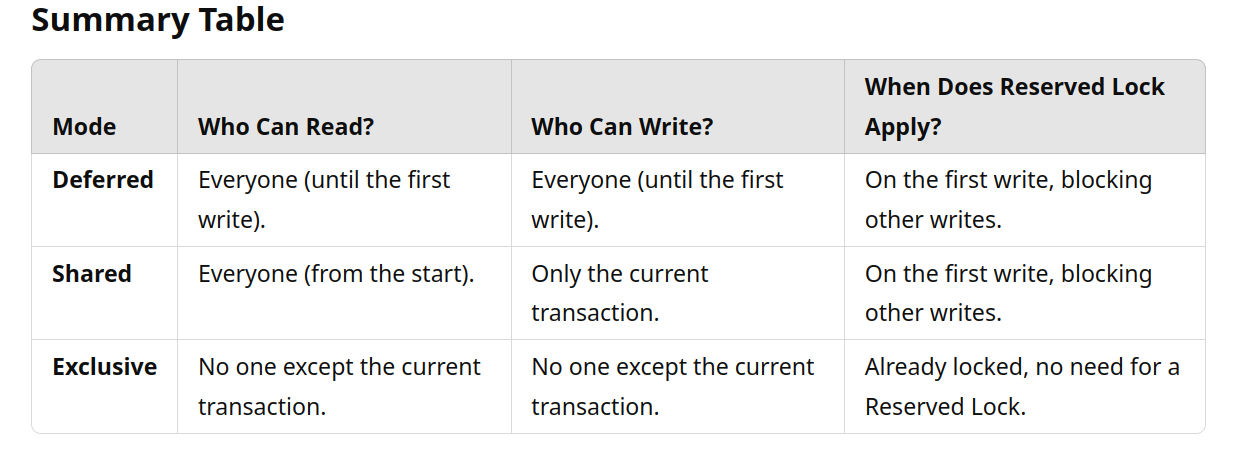 Summary Table
Mode
Who Can Read?
Who Can Write?
When Does Reserved Lock
Apply?
Deferred
Everyone (until the first
write).
Everyone (until the first
write).
On the first write, blocking
other writes.
Shared
Everyone (from the start).
Only the current
transaction.
On the first write, blocking
other writes.
Exclusive
No one except the current
transaction.
No one except the current
transaction.
Already locked, no need for a
Reserved Lock.